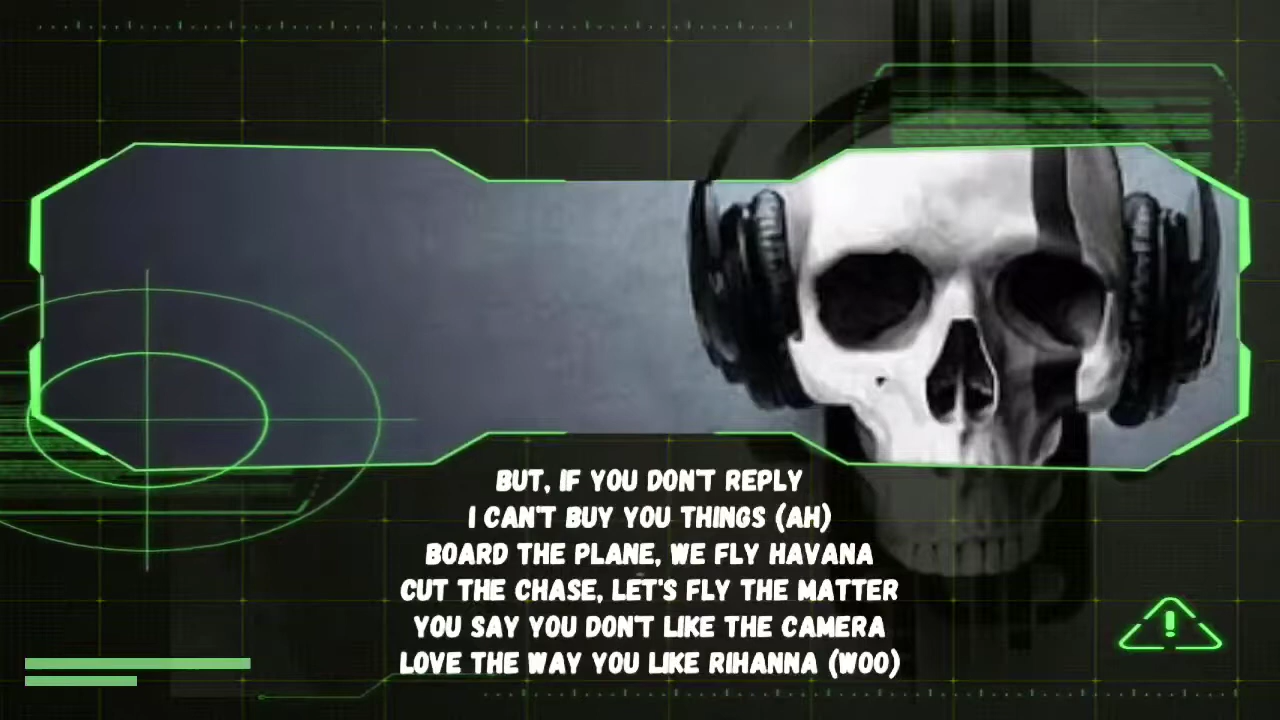 BUT, IF YOU DON'T REPLY
I CAN'T BUY YOU THINGS (AH)
BOARD THE PLANE, WE FLY HAVANA
CUT THE CHASE, LET'S FLY THE MATTER
YOU SAY YOU DON'T LIKE THE CAMERA
LOVE THE WAY YOU LIKE RIHANNA (WOO)